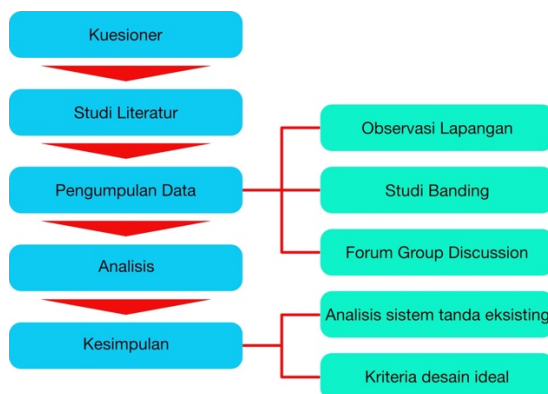 Kuesioner
Studi Literatur
Pengumpulan Data
Analisis
Kesimpulan
Observasi Lapangan
Studi Banding
Forum Group Discussion
Analisis sistem tanda eksisting
Kriteria desain ideal